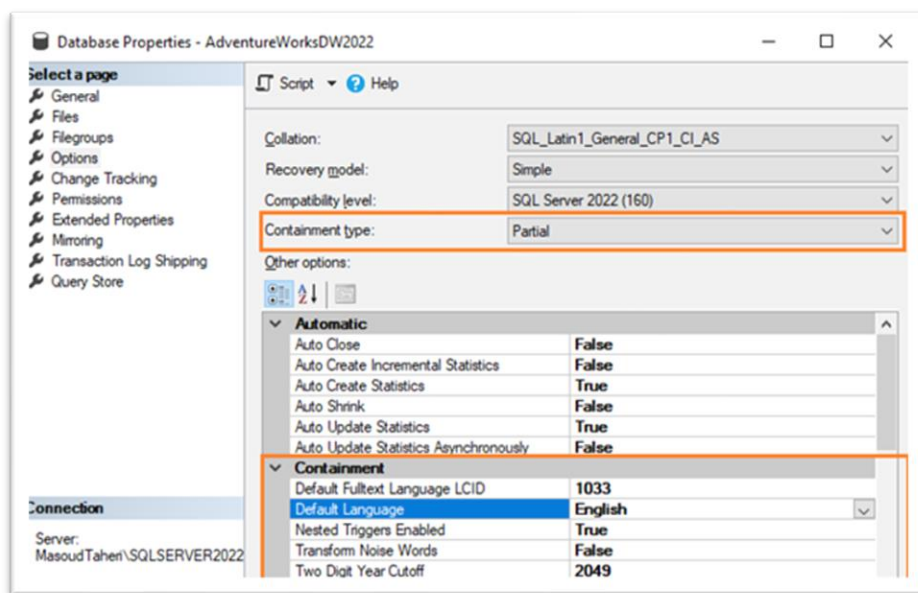 Database Properties - AdventureWorksDW2022
Select a page
General
Files
Filegroups
Options
Change Tracking
Permissions
Extended Properties
Mirroring
Transaction Log Shipping
Query Store
Connection
Server:
MasoudTaheri\SQLSERVER2022
Script
Help
Collation: SQL_Latin1_General_CP1_CI_AS
Recovery model: Simple
Compatibility level: SQL Server 2022 (160)
Containment type: Partial
Other options:
Automatic
Auto Close False
Auto Create Incremental Statistics False
Auto Create Statistics True
Auto Shrink False
Auto Update Statistics True
Auto Update Statistics Asynchronously False
Containment
Default Fulltext Language LCID 1033
Default Language English
Nested Triggers Enabled True
Transform Noise Words False
Two Digit Year Cutoff 2049